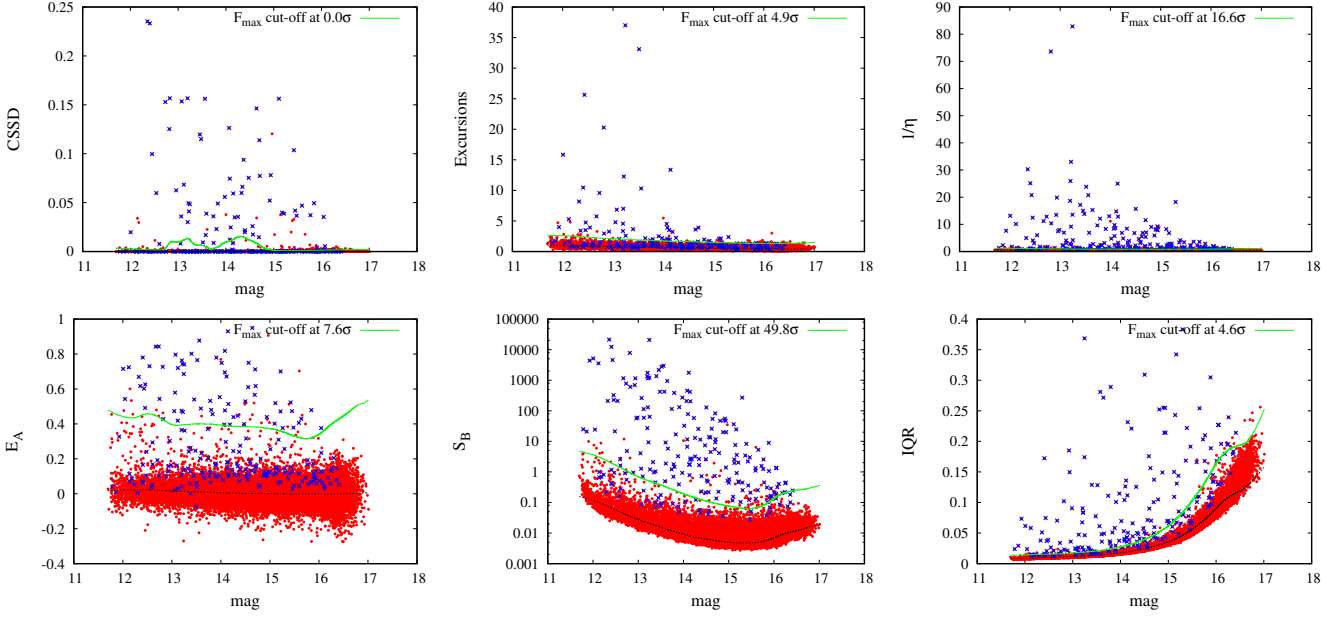 F_max cut-off at 0.0σ
0.25
0.2
0.15
0.1
0.05
0
CSSD
11 12 13 14 15 16 17 18
mag
F_max cut-off at 4.9σ
40
35
30
25
20
15
10
5
0
Excursions
11 12 13 14 15 16 17 18
mag
F_max cut-off at 16.6σ
90
80
70
60
50
40
30
20
10
0
1/η
11 12 13 14 15 16 17 18
mag
F_max cut-off at 7.6σ
1
0.8
0.6
0.4
0.2
0
-0.2
-0.4
E_A
11 12 13 14 15 16 17 18
mag
F_max cut-off at 49.8σ
100000
10000
1000
100
10
1
0.1
0.01
0.001
S_B
11 12 13 14 15 16 17 18
mag
F_max cut-off at 4.6σ
0.4
0.35
0.3
0.25
0.2
0.15
0.1
0.05
0
IQR
11 12 13 14 15 16 17 18
mag